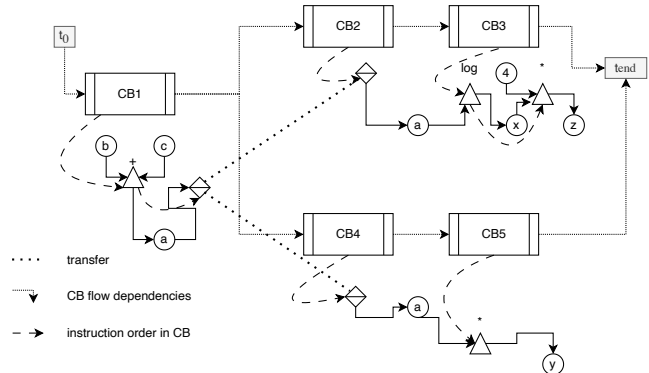 t0
CB2
CB3
log
*
4
tend
CB1
a
x
z
b
c
+
a
CB4
CB5
transfer
CB flow dependencies
a
*
instruction order in CB
y